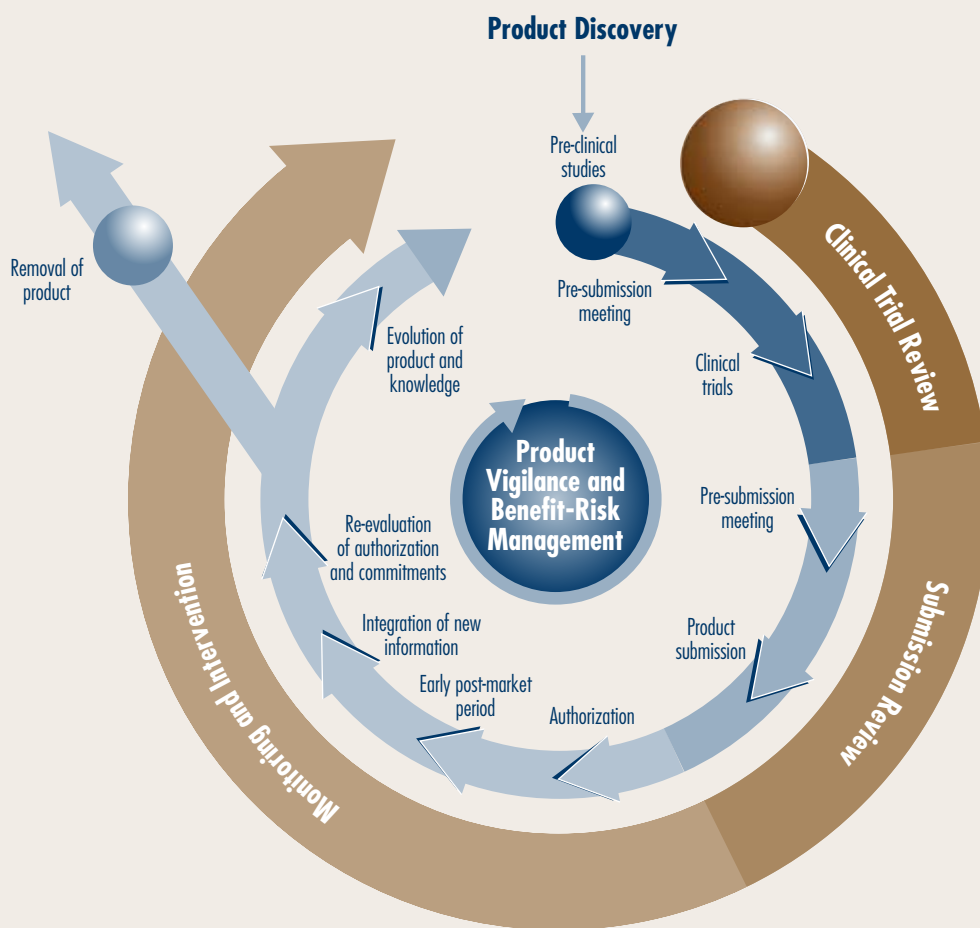 Product Discovery
Pre-clinical
studies
Pre-submission
meeting
Clinical
trials
Pre-submission
meeting
Product
submission
Authorization
Early post-market
period
Integration of new
information
Re-evaluation
of authorization
and commitments
Evolution of
product and
knowledge
Removal of
product
Product
Vigilance and
Benefit-Risk
Management
Clinical Trial Review
Submission Review
Monitoring and Intervention